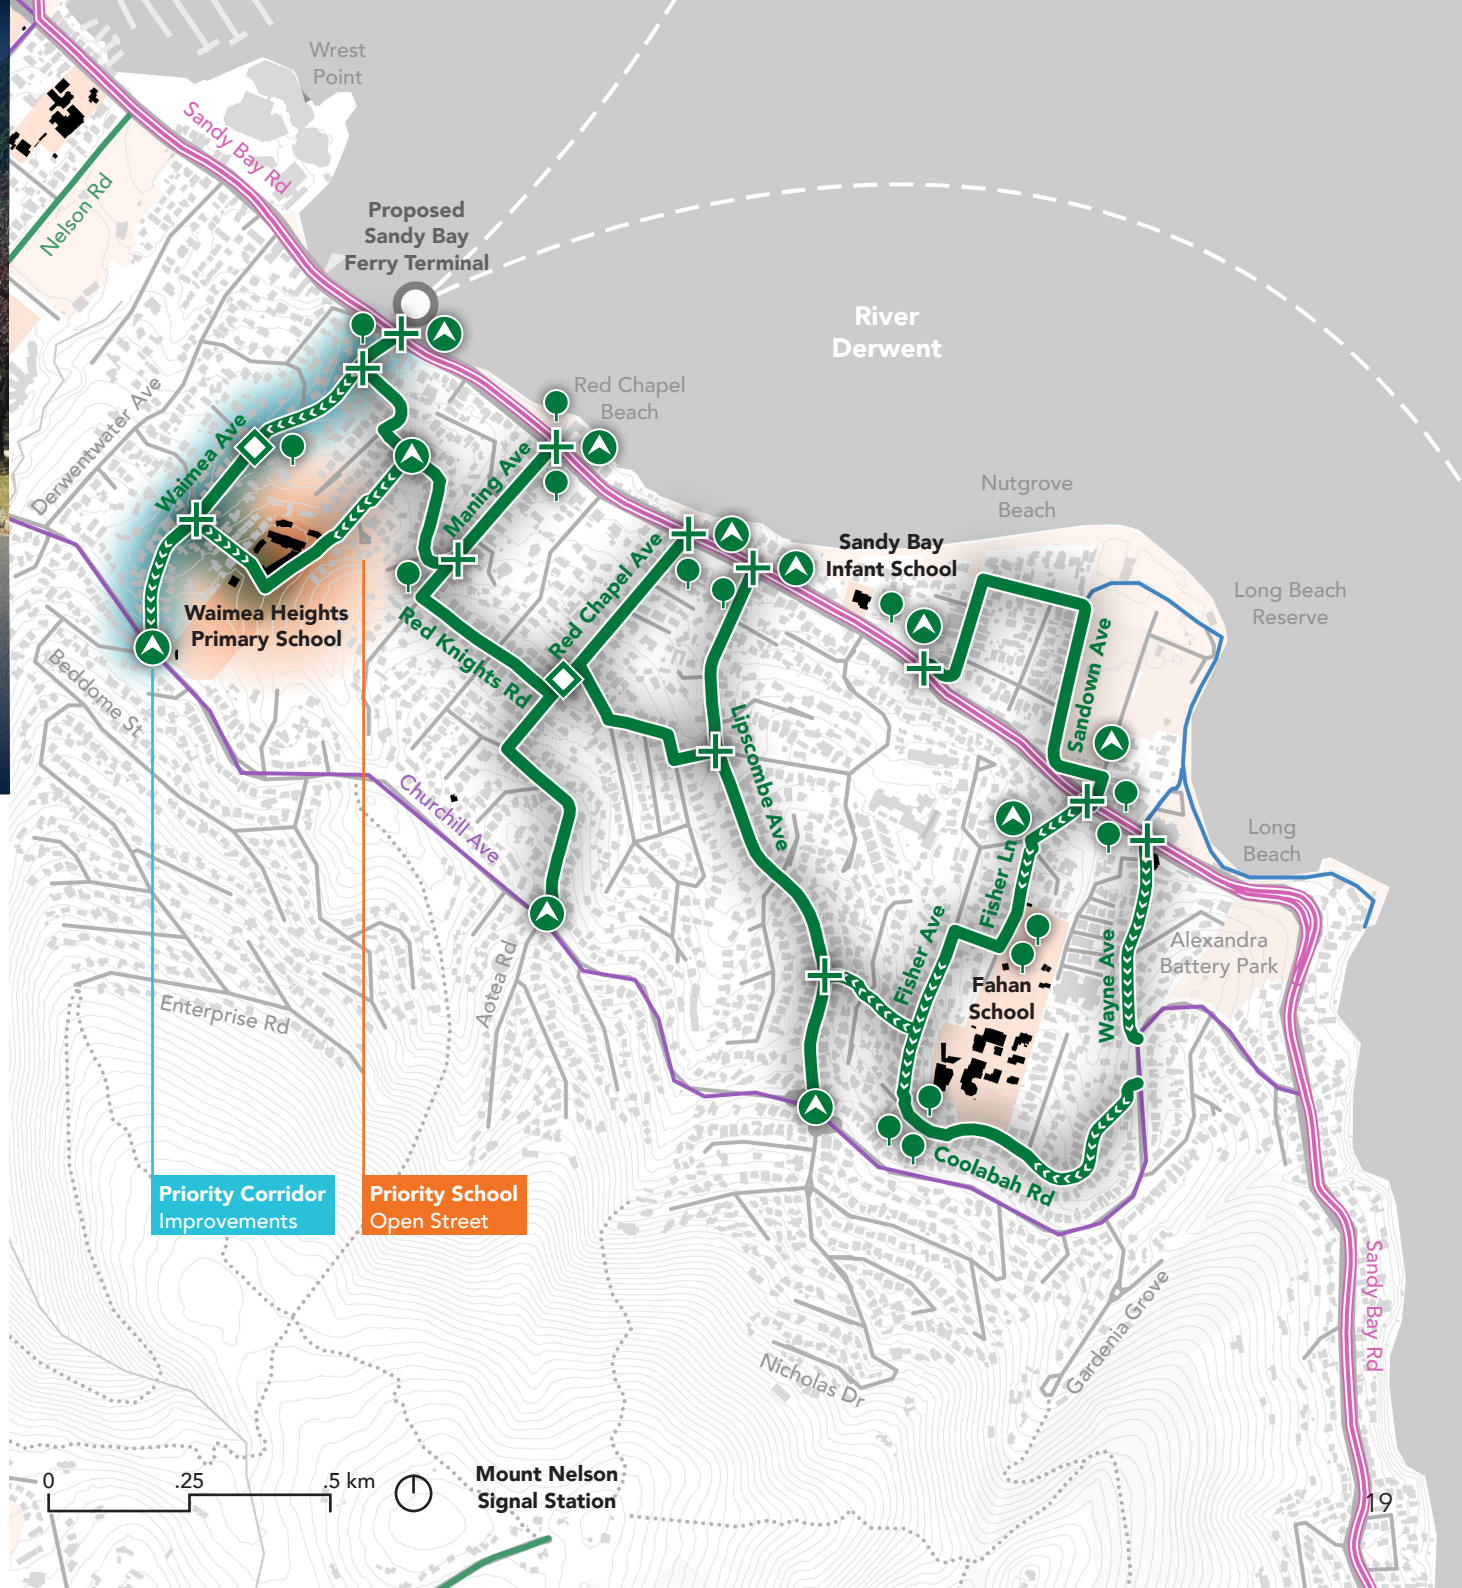 Wrest
Point
Sandy Bay Rd
Nelson Rd
Proposed
Sandy Bay
Ferry Terminal
River
Derwent
Red Chapel
Beach
Derwentwater Ave
Waimea Ave
Maning Ave
Nutgrove
Beach
Sandy Bay
Infant School
Red Chapel Ave
Long Beach
Reserve
Waimea Heights
Primary School
Red Knights Rd
Beddome St
Sandown Ave
Lipscombe Ave
Churchill Ave
Long
Beach
Fisher Ln
Fisher Ave
Alexandra
Battery Park
Wayne Ave
Aotea Rd
Fahan
School
Enterprise Rd
Coolabah Rd
Priority Corridor
Improvements
Priority School
Open Street
Sandy Bay Rd
Gardenia Grove
Nicholas Dr
0 .25 .5 km
Mount Nelson
Signal Station
19